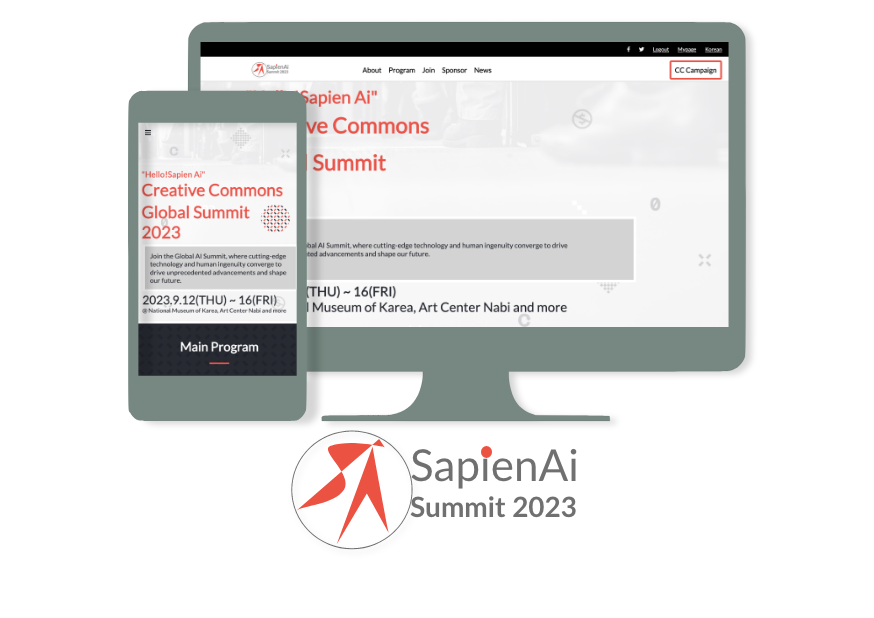 Logout Mypage Korean
SapienAi
Summit 2023
About Program Join Sponsor News
CC Campaign
Sapien Ai"
ve Commons
Summit
bal AI Summit, where cutting-edge technology and human ingenuity converge to drive
ted advancements and shape our future.
(THU) ~ 16(FRI)
l Museum of Karea, Art Center Nabi and more
"Hello!Sapien Ai"
Creative Commons
Global Summit
2023
Join the Global AI Summit, where cutting-edge
technology and human ingenuity converge to
drive unprecedented advancements and shape
our future.
2023.9.12(THU) ~ 16(FRI)
@National Museum of Karea, Art Center Nabi and more
Main Program
SapienAi
Summit 2023